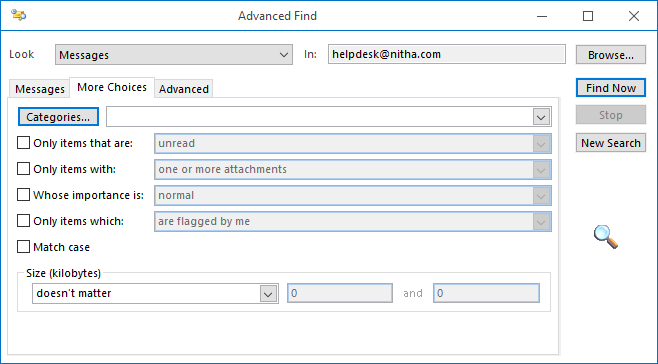 Advanced Find
Look Messages In: helpdesk@nitha.com Browse...
Messages More Choices Advanced Find Now
Categories... Stop
Only items that are: unread New Search
Only items with: one or more attachments
Whose importance is: normal
Only items which: are flagged by me
Match case
Size (kilobytes)
doesn't matter 0 and 0